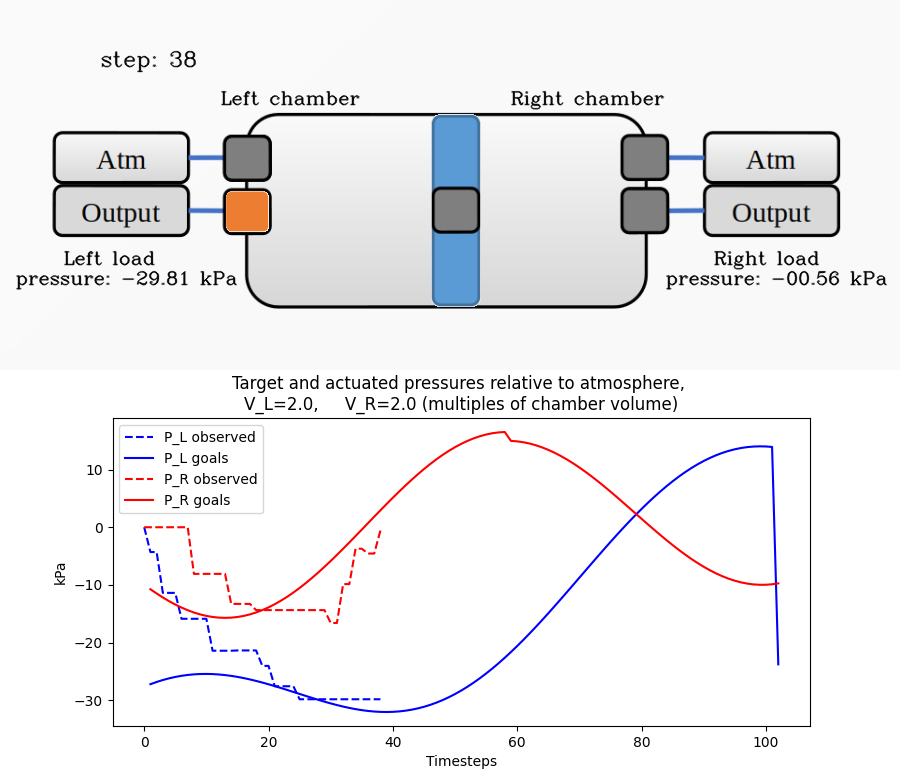 step: 38
Left chamber
Right chamber
Atm
Atm
Output
Output
Left load
pressure: −29.81 kPa
Right load
pressure: −00.56 kPa
Target and actuated pressures relative to atmosphere,
V_L=2.0, V_R=2.0 (multiples of chamber volume)
P_L observed
P_L goals
P_R observed
P_R goals
10
0
−10
−20
−30
kPa
0 20 40 60 80 100
Timesteps